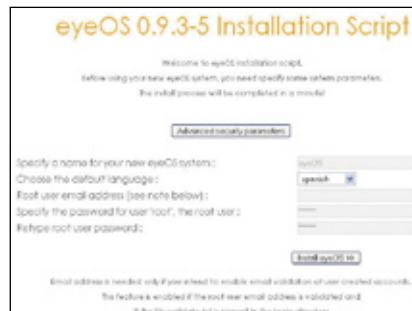 eyeOS 0.9.3-5 Installation Script
Welcome to eyeOS installation script.
Before using your new eyeOS system, you need specify some system parameters.
The install process will be completed in a minute!
Advanced security parameters
Specify a name for your new eyeOS system : eyeOS
Choose the default language : spanish
Root user email address (see note below) :
Specify the password for user 'root', the root user :
Retype root user password :
Install eyeOS
Email address is needed only if you intend to enable email validation of user created accounts.
The feature is enabled if the root user email address is validated and